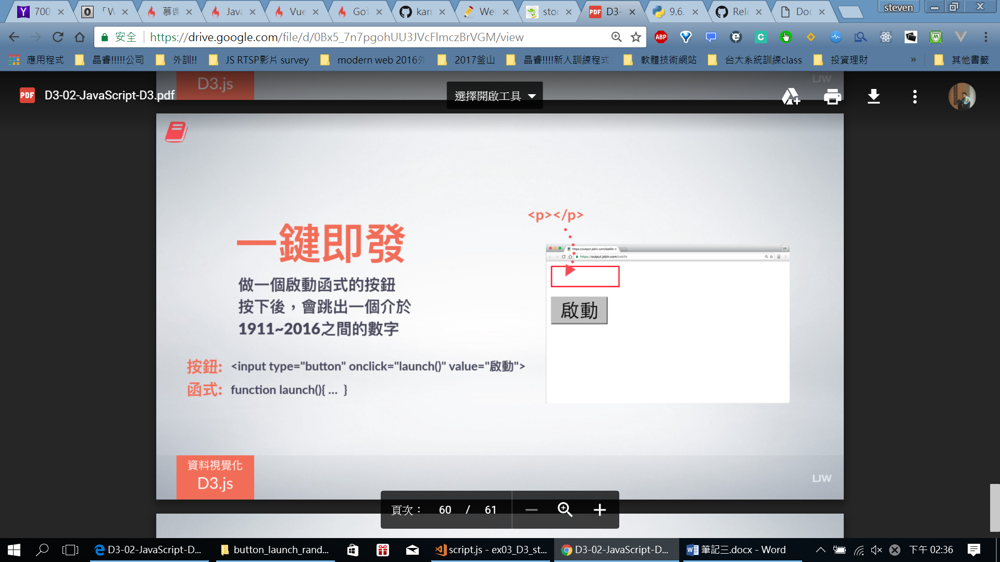 700
「W
慕课
Java
Vue
Go
kam
We
stor
D3-
9.6.
Rele
Doc
steven
安全
https://drive.google.com/file/d/0Bx5_7n7pgohUU3JVcFlmczBrVGM/view
ABP
應用程式
晶睿!!!!!公司
外訓!!
JS RTSP影片 survey
modern web 2016外
2017釜山
晶睿!!!!新人訓練程式
軟體技術網站
台大系統訓練class
投資理財
»
其他書籤
D3.js
LJW
PDF
D3-02-JavaScript-D3.pdf
選擇開啟工具
一鍵即發
做一個啟動函式的按鈕
按下後，會跳出一個介於
1911~2016之間的數字
按鈕: <input type="button" onclick="launch()" value="啟動">
函式: function launch(){ ... }
<p></p>
https://output.jsbin.com/bakife
https://output.jsbin.com/bakife
啟動
資料視覺化
D3.js
LJW
頁次： 60 / 61
D3-02-JavaScript-D...
button_launch_rand...
script.js - ex03_D3_st...
D3-02-JavaScript-D...
筆記三.docx - Word
下午 02:36